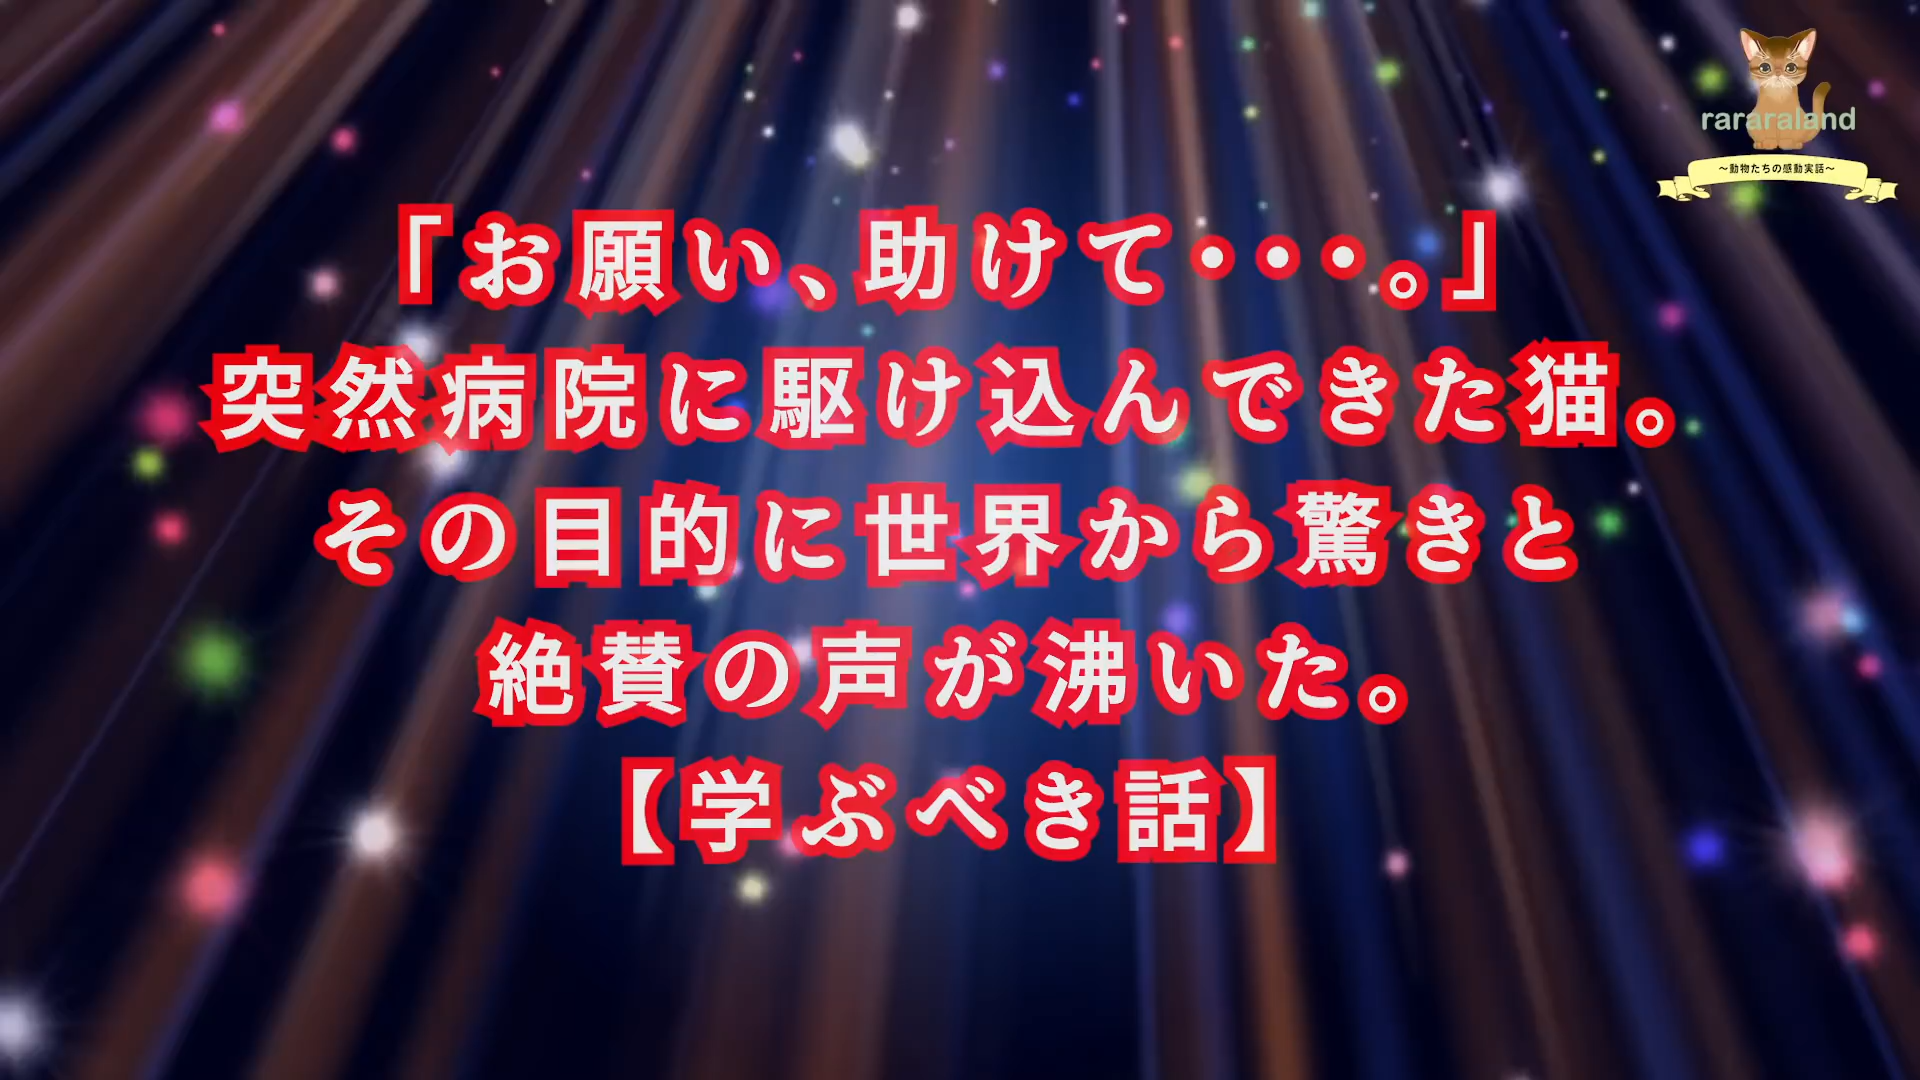 rararaland
～動物たちの感動実話～
「お願い、助けて・・・。」
突然病院に駆け込んできた猫。
その目的に世界から驚きと
絶賛の声が沸いた。
【学ぶべき話】